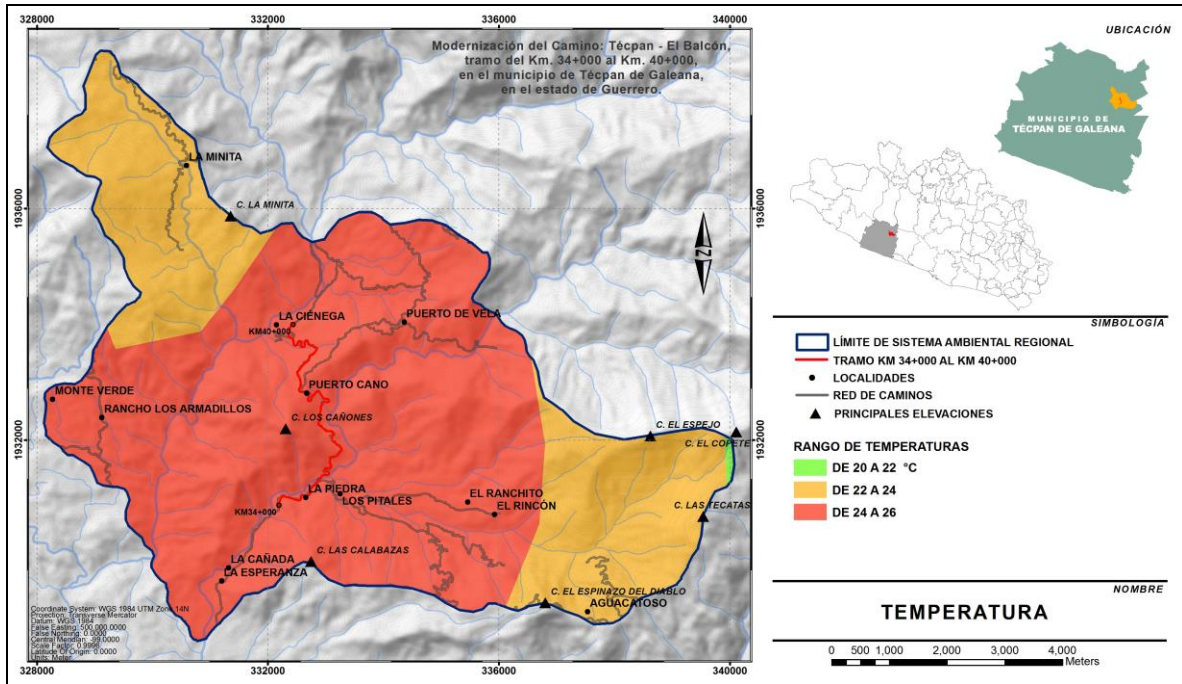 328000 332000 336000 340000
Modernización del Camino: Técpan - El Balcón,
tramo del Km. 34+000 al Km. 40+000,
en el municipio de Técpan de Galeana,
en el estado de Guerrero.
1936000
1936000
1932000
1932000
LA MINITA
C. LA MINITA
N
LA CIÉNEGA
KM40+000
PUERTO DE VELA
PUERTO CANO
MONTE VERDE
RANCHO LOS ARMADILLOS
C. LOS CAÑONES
C. EL ESPEJO
C. EL COPETE
LA PIEDRA
LOS PITALES
EL RANCHITO
EL RINCÓN
KM34+000
C. LAS TECATAS
C. LAS CALABAZAS
LA CAÑADA
LA ESPERANZA
C. EL ESPINAZO DEL DIABLO
AGUACATOSO
Coordinate System: WGS 1984 UTM Zone 14N
Projection: Transverse Mercator
Datum: WGS 1984
False Easting: 500,000.0000
False Northing: 0.0000
Central Meridian: -99.0000
Scale Factor: 0.9996
Latitude Of Origin: 0.0000
Units: Meter
328000 332000 336000 340000
UBICACIÓN
MUNICIPIO DE
TÉCPAN DE GALEANA
SIMBOLOGÍA
LÍMITE DE SISTEMA AMBIENTAL REGIONAL
TRAMO KM 34+000 AL KM 40+000
LOCALIDADES
RED DE CAMINOS
PRINCIPALES ELEVACIONES
RANGO DE TEMPERATURAS
DE 20 A 22 °C
DE 22 A 24
DE 24 A 26
NOMBRE
TEMPERATURA
0 500 1,000 2,000 3,000 4,000
Meters